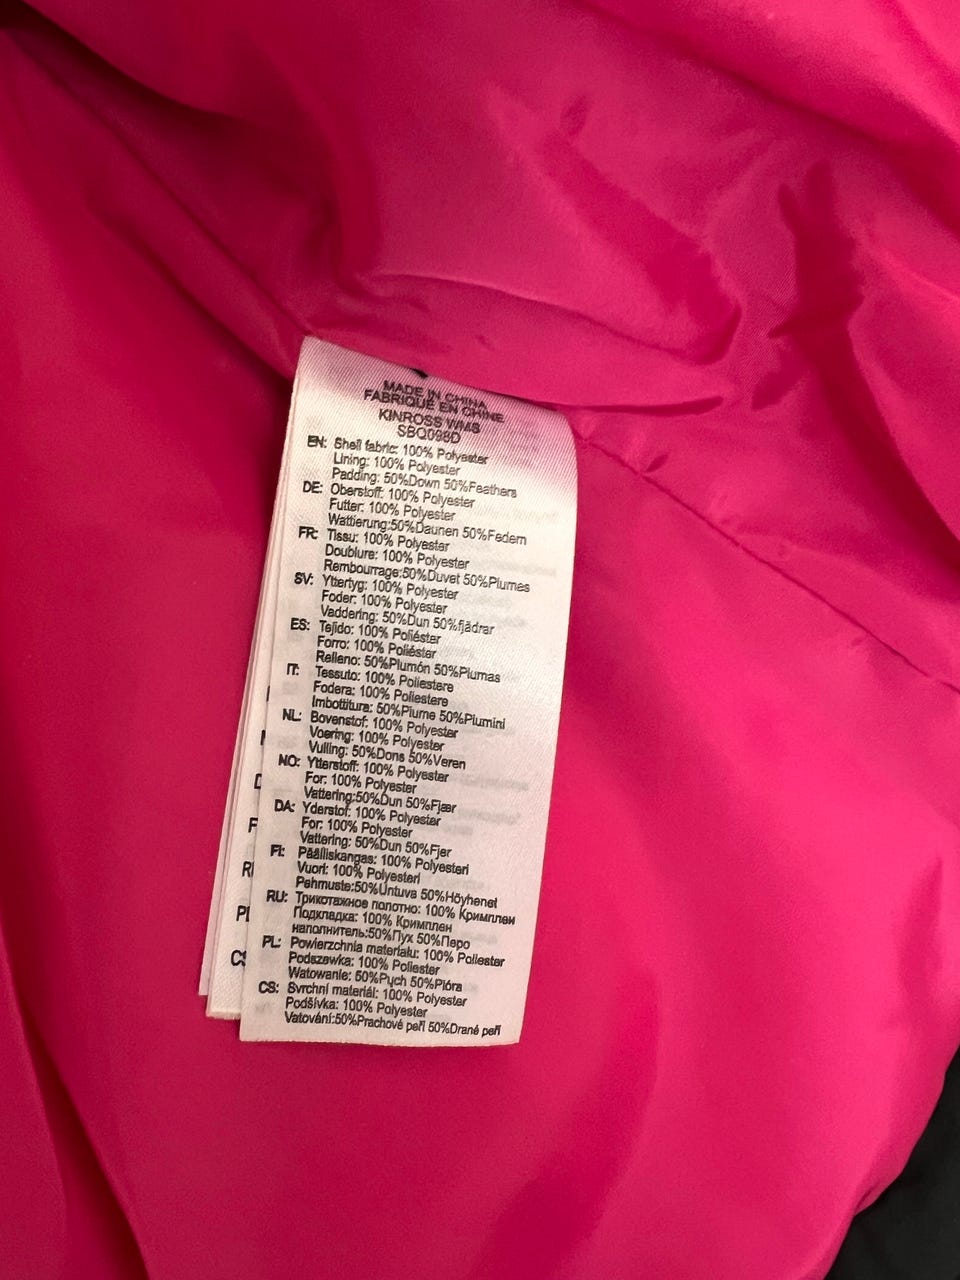 MADE IN CHINA
FABRIQUÉ EN CHINE
KINROSS WMS
SBQ098D
EN: Shell fabric: 100% Polyester
Lining: 100% Polyester
Padding: 50%Down 50%Feathers
DE: Oberstoff: 100% Polyester
Futter: 100% Polyester
Wattierung:50%Daunen 50%Federn
FR: Tissu: 100% Polyester
Doublure: 100% Polyester
Rembourrage:50%Duvet 50%Plumes
SV: Yttertyg: 100% Polyester
Foder: 100% Polyester
Vaddering: 50%Dun 50%fjädrar
ES: Tejido: 100% Poliéster
Forro: 100% Poliéster
Relleno: 50%Plumón 50%Plumas
IT: Tessuto: 100% Poliestere
Fodera: 100% Poliestere
Imbottitura: 50%Piume 50%Piumini
NL: Bovenstof: 100% Polyester
Voering: 100% Polyester
Vulling: 50%Dons 50%Veren
NO: Ytterstoff: 100% Polyester
For: 100% Polyester
Vattering:50%Dun 50%Fjær
DA: Yderstof: 100% Polyester
For: 100% Polyester
Vattering: 50%Dun 50%Fjer
FI: Päälliskangas: 100% Polyesteri
Vuori: 100% Polyesteri
Pehmuste:50%Untuva 50%Höyhenet
RU: Трикотажное полотно: 100% Кримплен
Подкладка: 100% Кримплен
наполнитель:50%Пух 50%Перо
PL: Powierzchnia materiału: 100% Poliester
Podszewka: 100% Poliester
Watowanie: 50%Puch 50%Pióra
CS: Svrchní materiál: 100% Polyester
Podšívka: 100% Polyester
Vatování:50%Prachové peří 50%Drané peří